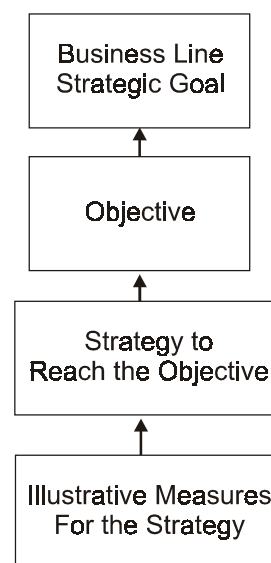 Business Line
Strategic Goal
Objective
Strategy to
Reach the Objective
Illustrative Measures
For the Strategy